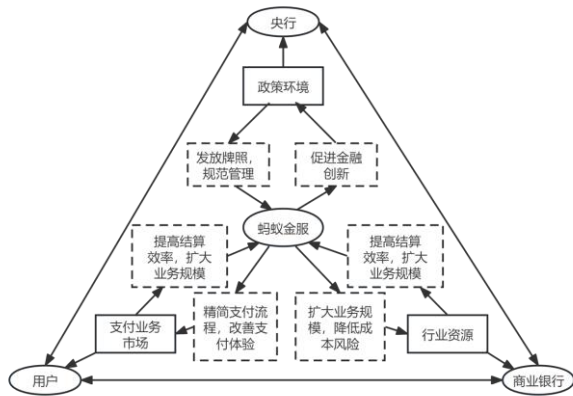 央行
政策环境
发放牌照，
规范管理
促进金融
创新
蚂蚁金服
提高结算
效率，扩大
业务规模
提高结算
效率，扩大
业务规模
支付业务
市场
精简支付流
程，改善支
付体验
扩大业务规
模，降低成
本风险
行业资源
用户
商业银行